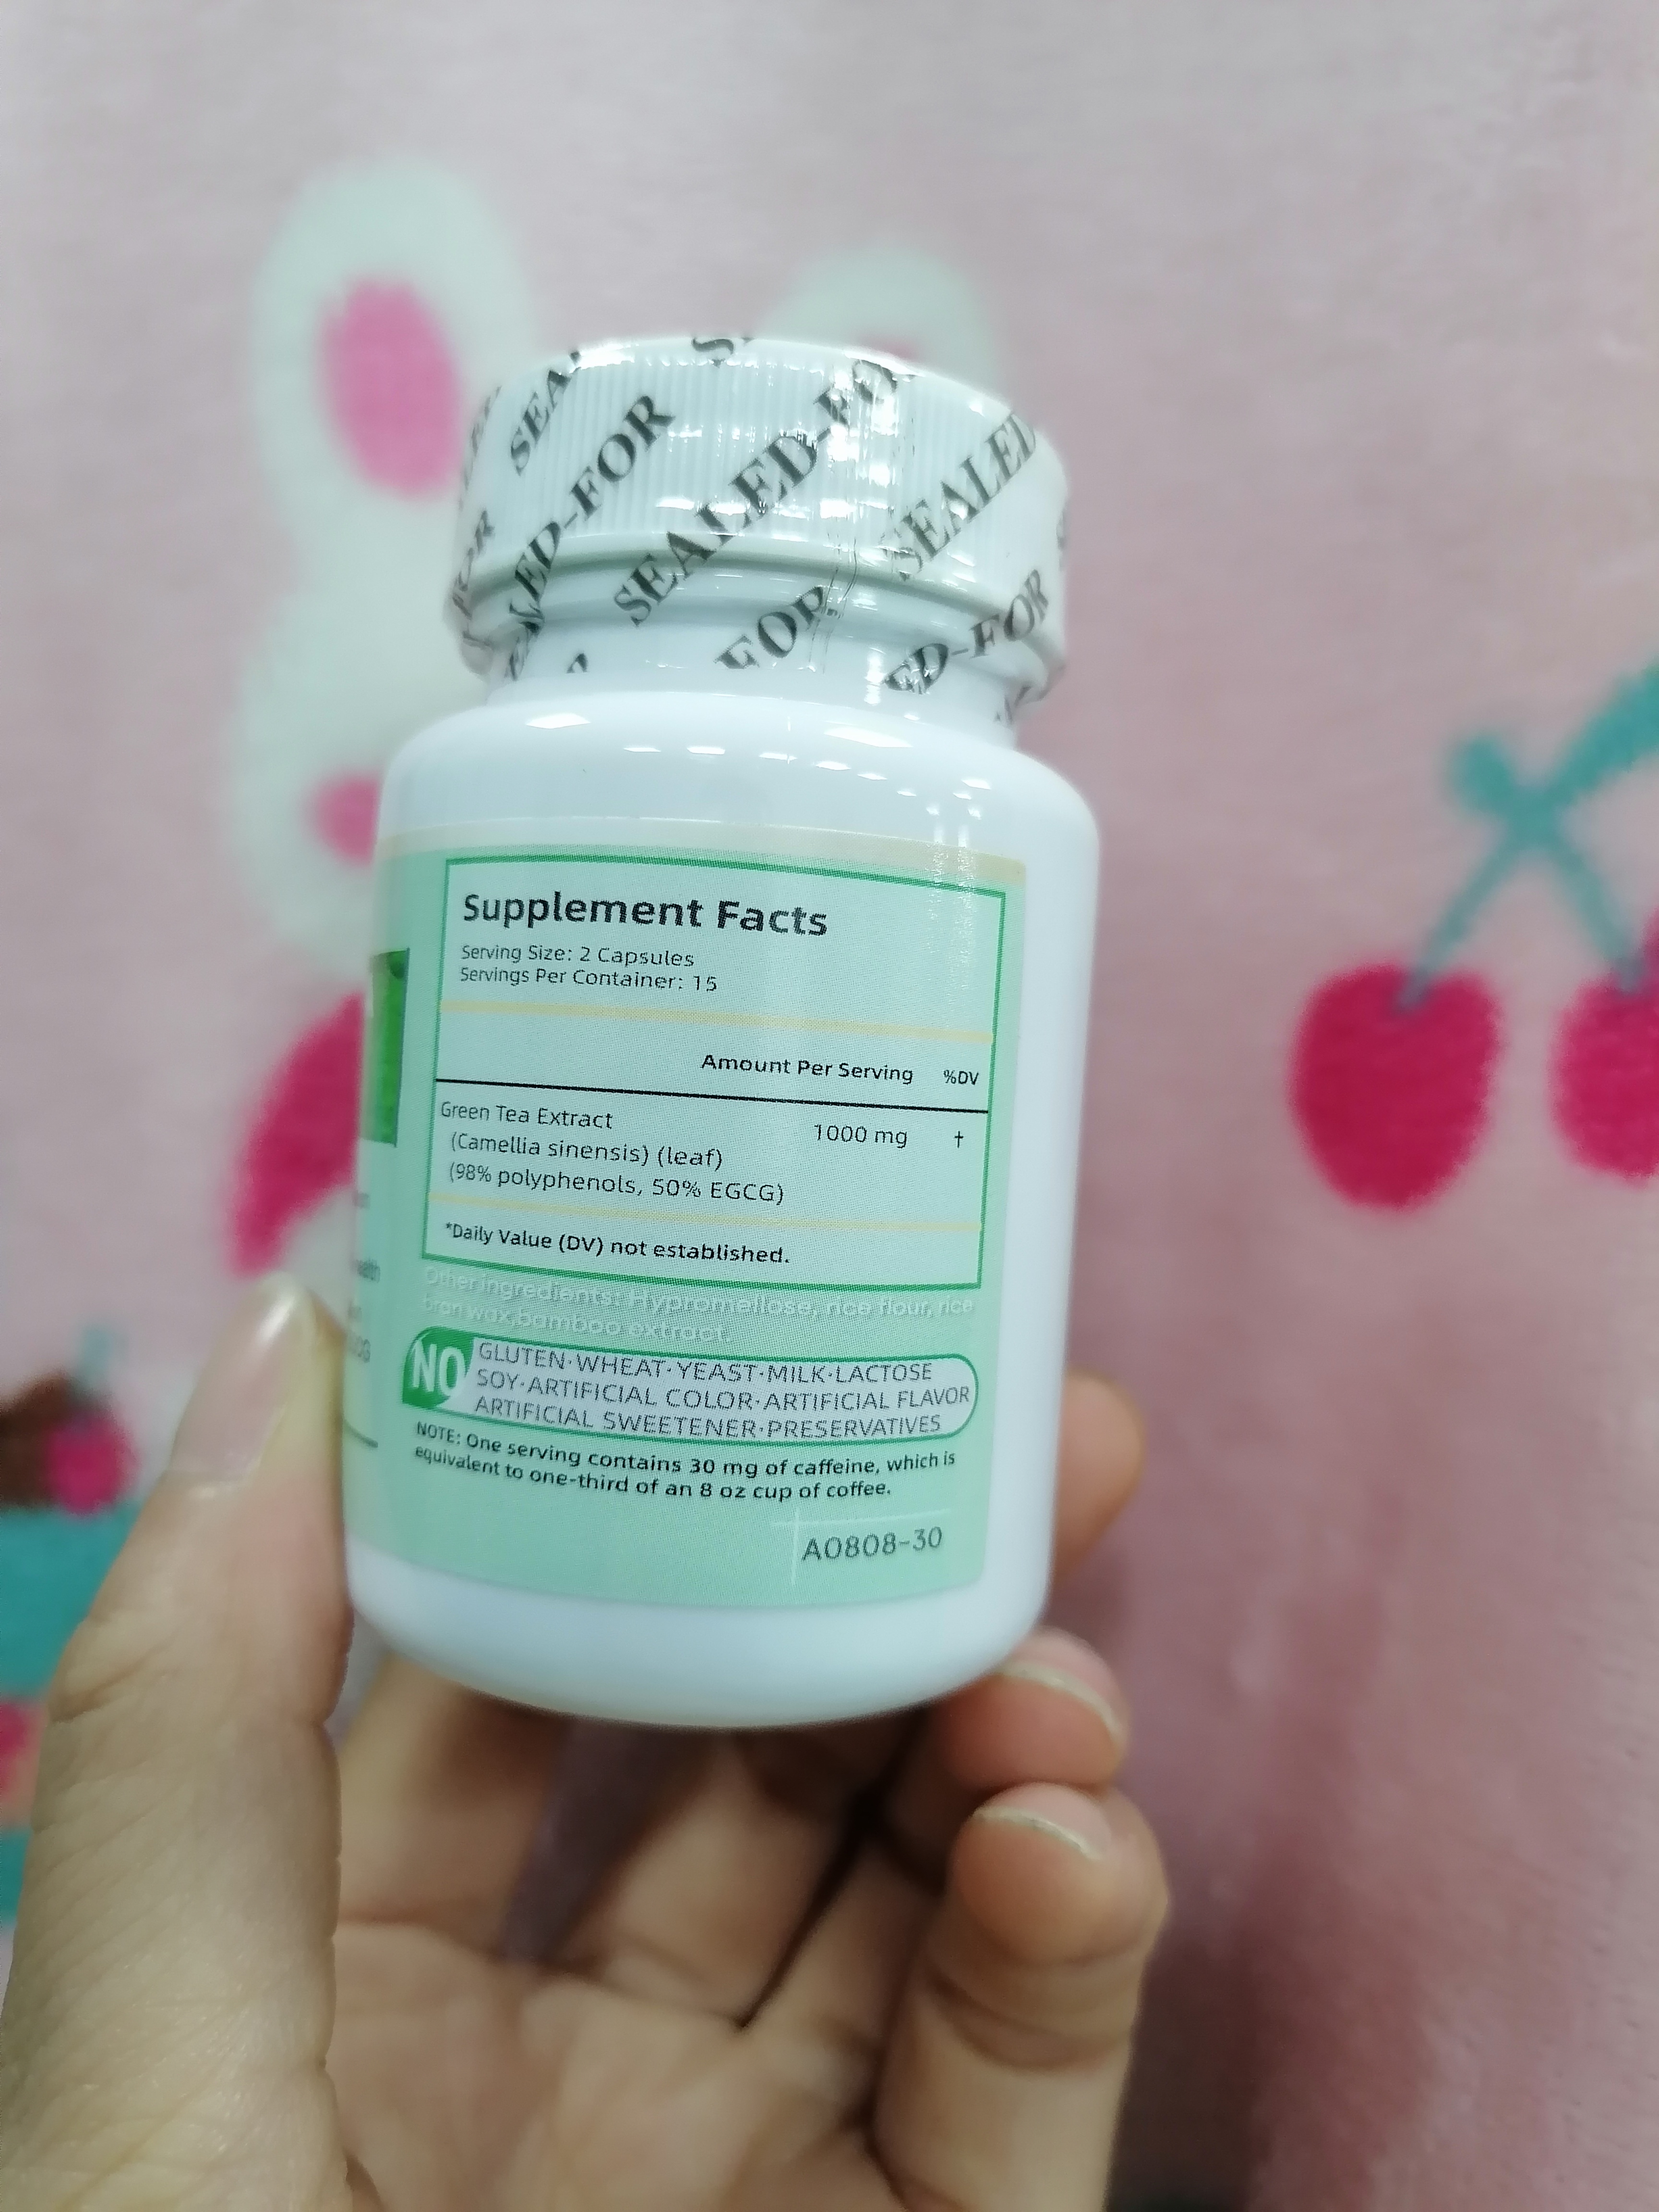 SEALED-FOR
SEALED-FOR
SEALED
FOR
ED-FOR
Supplement Facts
Serving Size: 2 Capsules
Servings Per Container: 15
Amount Per Serving %DV
Green Tea Extract 1000 mg †
(Camellia sinensis) (leaf)
(98% polyphenols, 50% EGCG)
*Daily Value (DV) not established.
Other ingredients: Hypromellose, rice flour, rice
bran wax,bamboo extract.
NO GLUTEN·WHEAT·YEAST·MILK·LACTOSE
SOY·ARTIFICIAL COLOR·ARTIFICIAL FLAVOR
ARTIFICIAL SWEETENER·PRESERVATIVES
NOTE: One serving contains 30 mg of caffeine, which is
equivalent to one-third of an 8 oz cup of coffee.
A0808-30